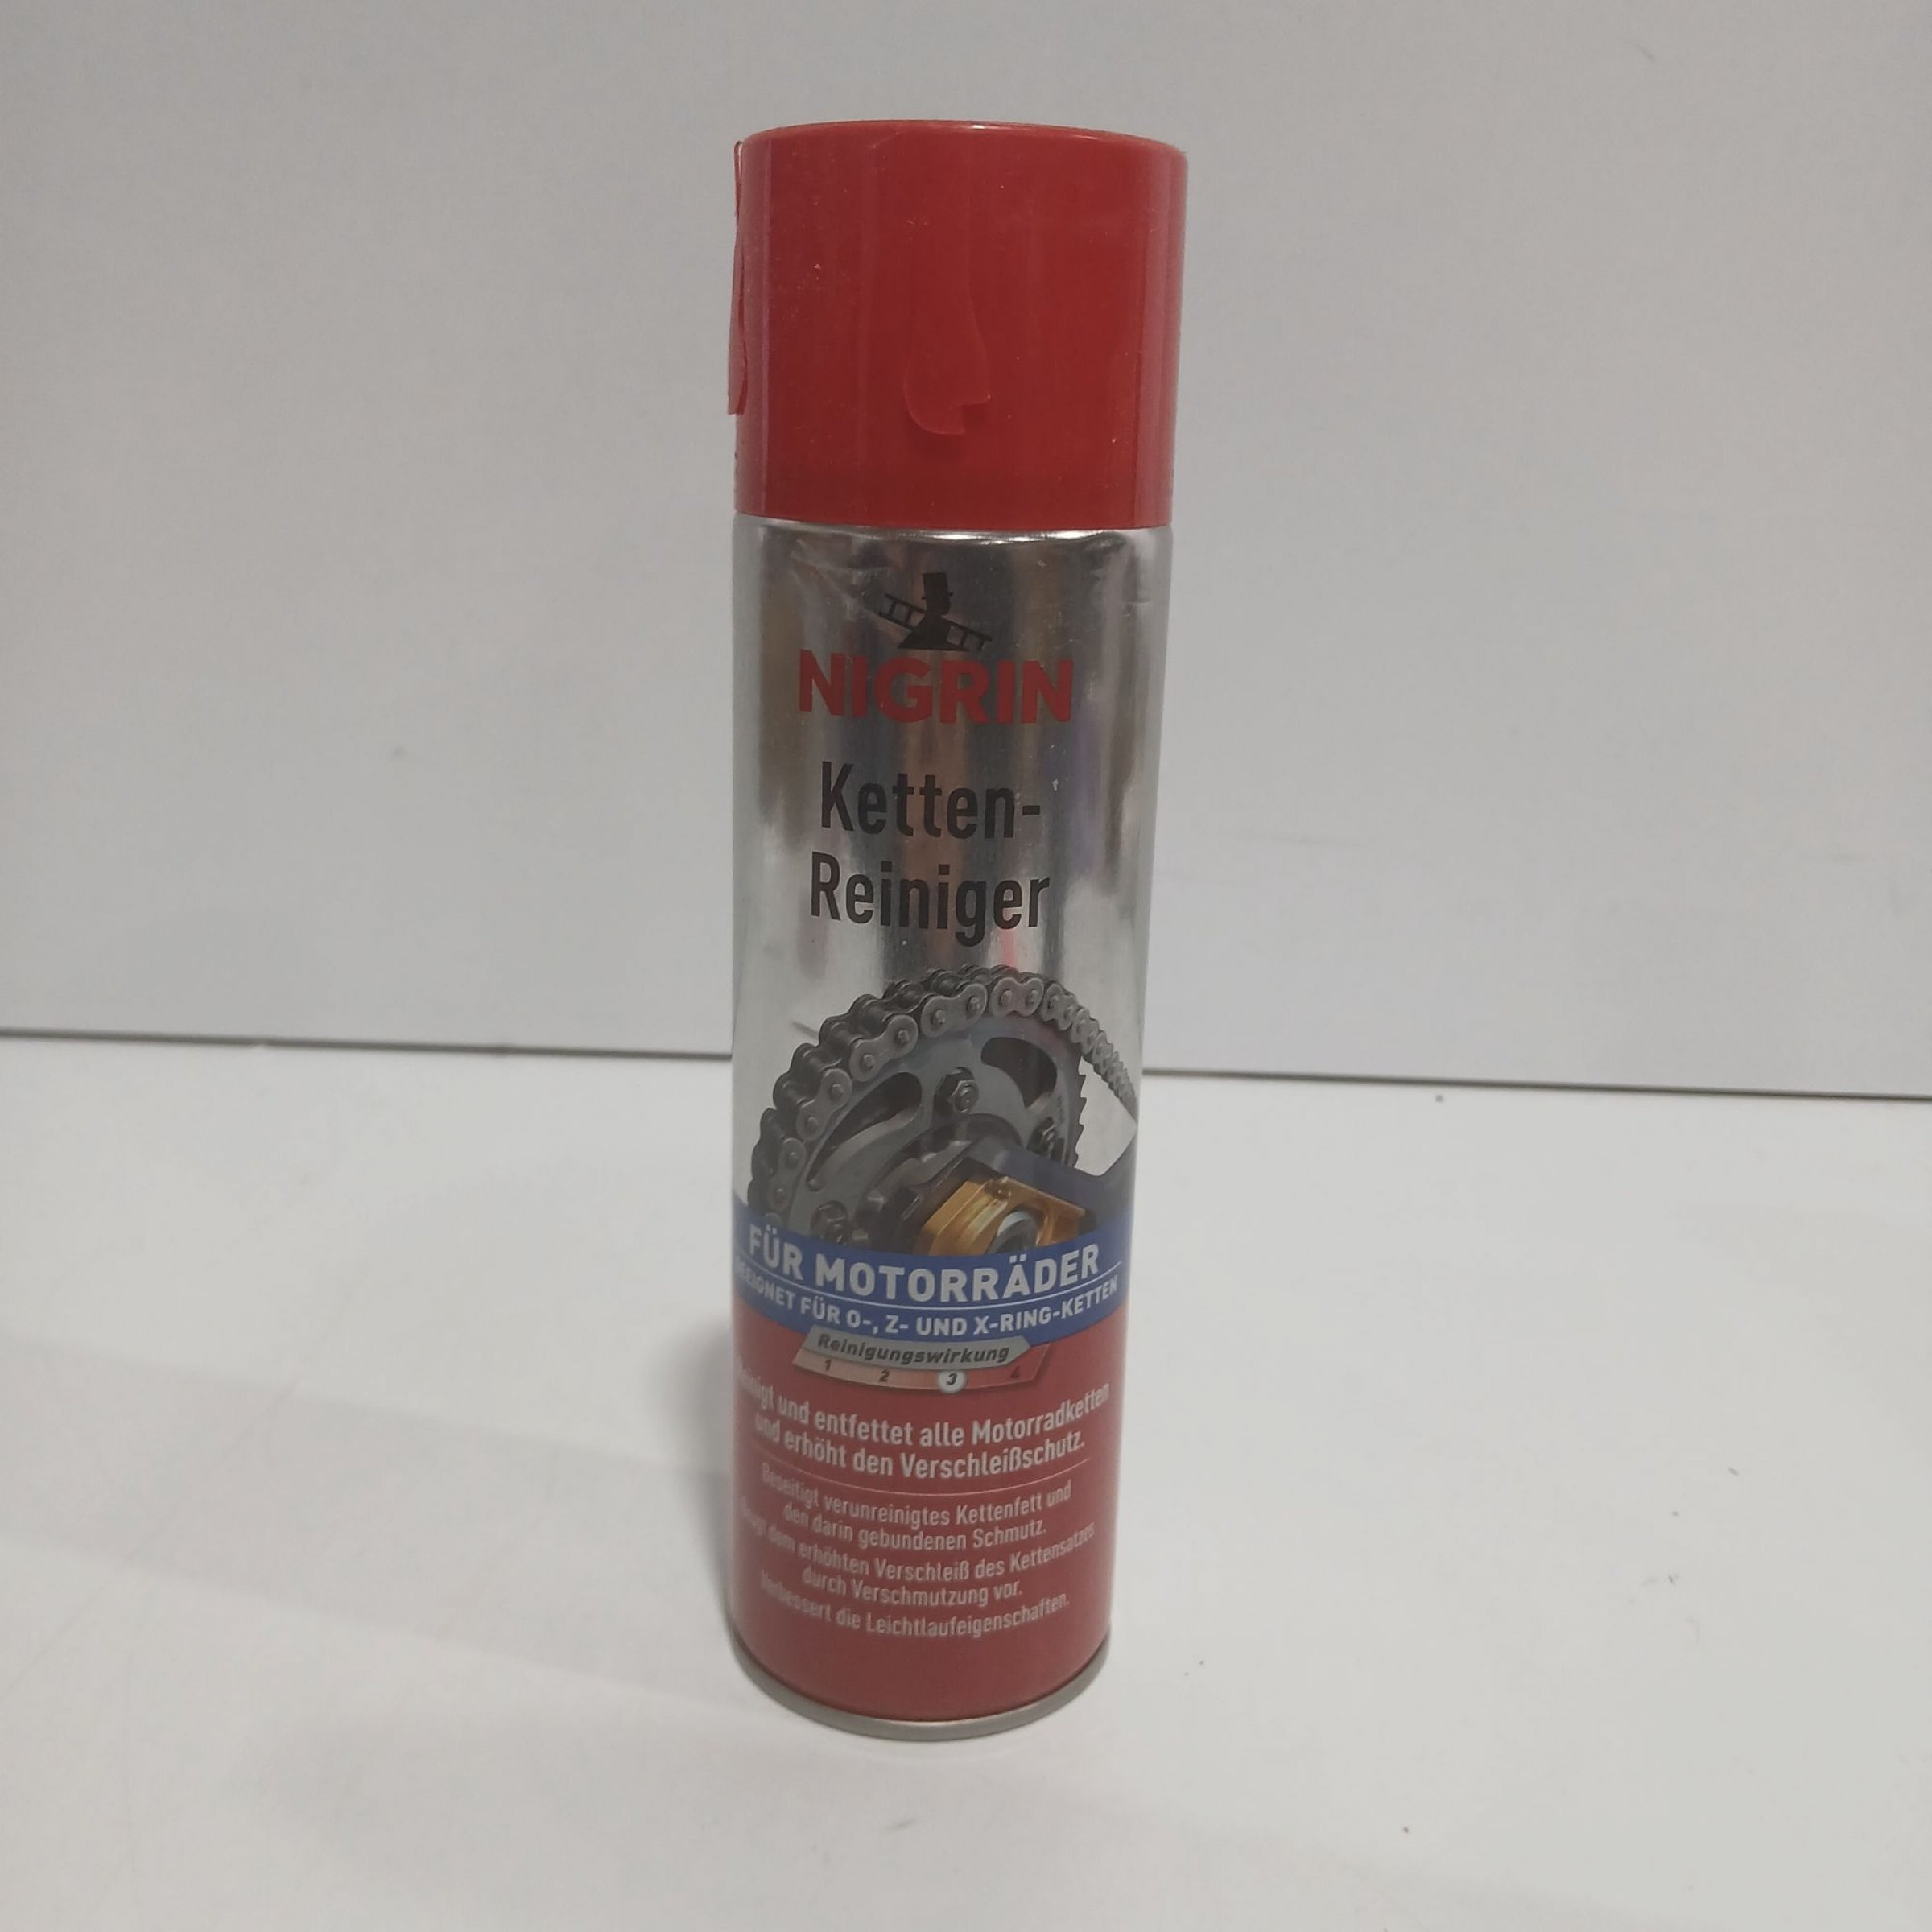 NIGRIN
Ketten-
Reiniger
FÜR MOTORRÄDER
FÜR O-, Z- UND X-RING-KETTEN
Reinigungswirkung
1 2 3 4
und entfettet alle Motorradketten
und erhöht den Verschleißschutz.
Beseitigt verunreinigtes Kettenfett und
den darin gebundenen Schmutz.
dem erhöhten Verschleiß des Kettensatzes
durch Verschmutzung vor.
Verbessert die Leichtlaufeigenschaften.